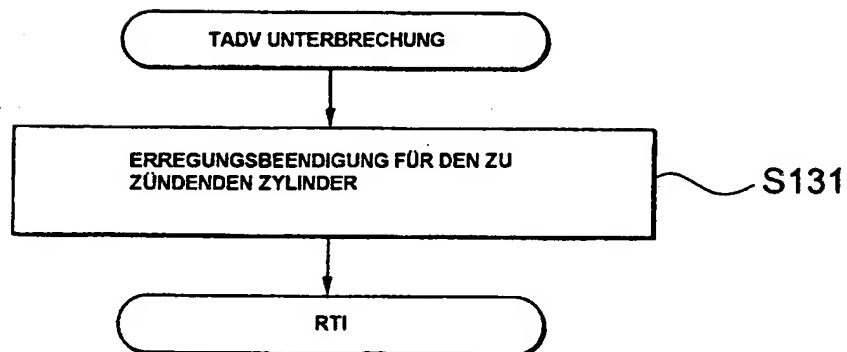 TADV UNTERBRECHUNG
ERREGUNGSBEENDIGUNG FÜR DEN ZU
ZÜNDENDEN ZYLINDER
S131
RTI